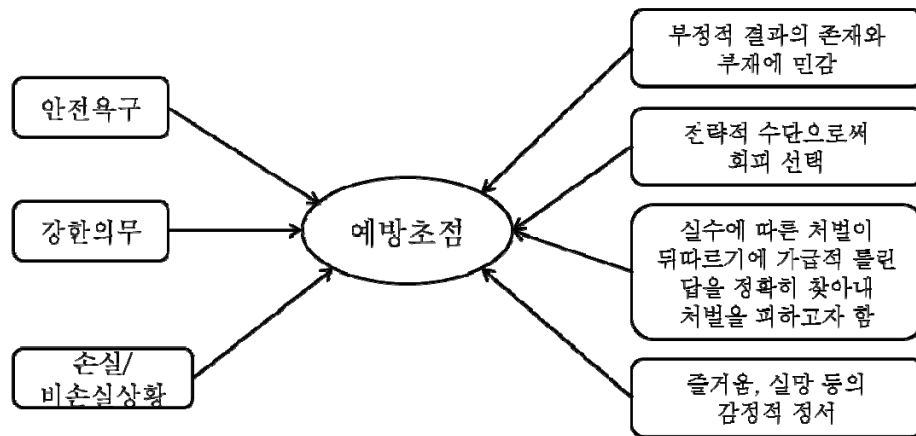 안전욕구
강한의무
손실/
비손실상황
예방초점
부정적 결과의 존재와
부재에 민감
전략적 수단으로써
회피 선택
실수에 따른 처벌이
뒤따르기에 가급적 틀린
답을 정확히 찾아내
처벌을 피하고자 함
즐거움, 실망 등의
감정적 정서